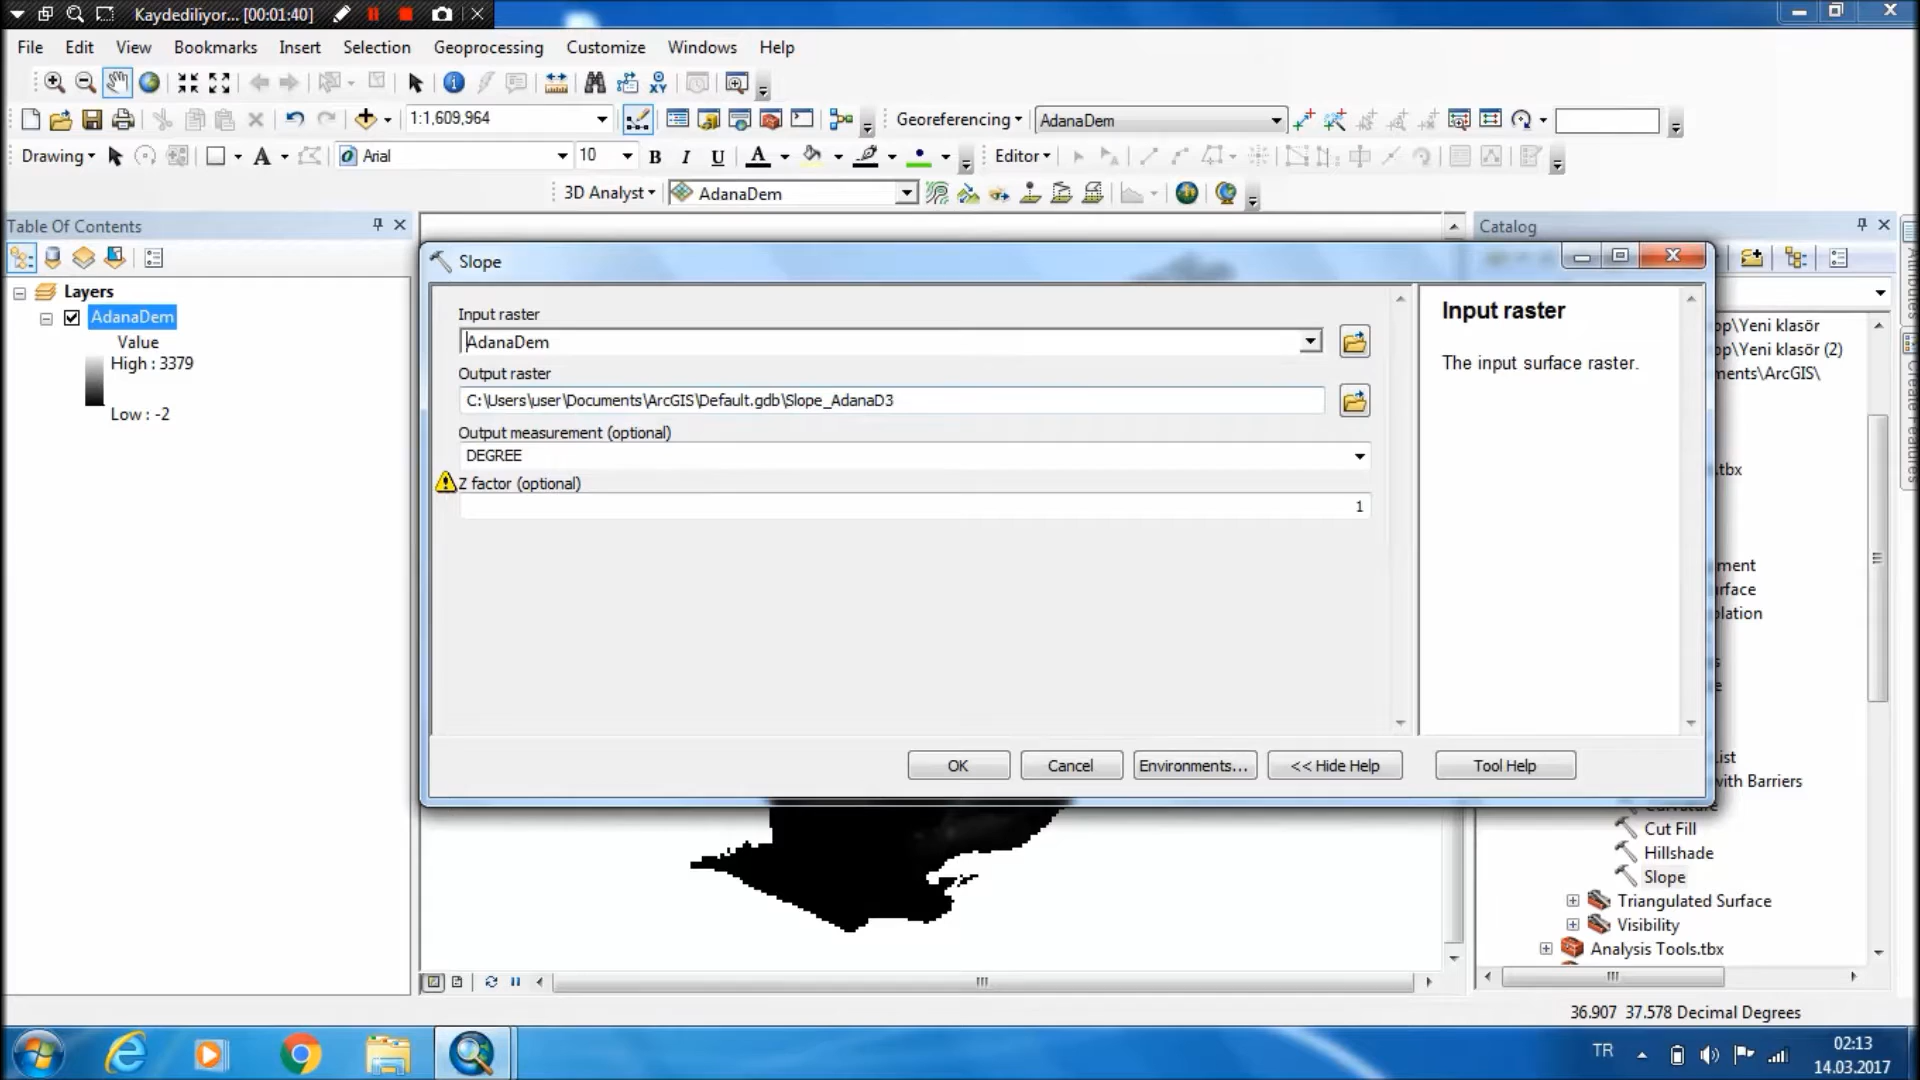 Kaydediliyor... [00:01:40]
File Edit View Bookmarks Insert Selection Geoprocessing Customize Windows Help
1:1,609,964
Georeferencing
AdanaDem
Drawing
A
Arial
10
B I U A
Editor
3D Analyst
AdanaDem
Table Of Contents
Layers
AdanaDem
Value
High : 3379
Low : -2
Slope
Input raster
AdanaDem
Output raster
C:\Users\user\Documents\ArcGIS\Default.gdb\Slope_AdanaD3
Output measurement (optional)
DEGREE
Z factor (optional)
1
OK
Cancel
Environments...
<< Hide Help
Tool Help
Input raster
The input surface raster.
Catalog
op\Yeni klasör
op\Yeni klasör (2)
ments\ArcGIS\
.tbx
ment
rface
olation
ist
with Barriers
Curvature
Cut Fill
Hillshade
Slope
Triangulated Surface
Visibility
Analysis Tools.tbx
Attributes
Create Features
36.907 37.578 Decimal Degrees
TR
02:13
14.03.2017